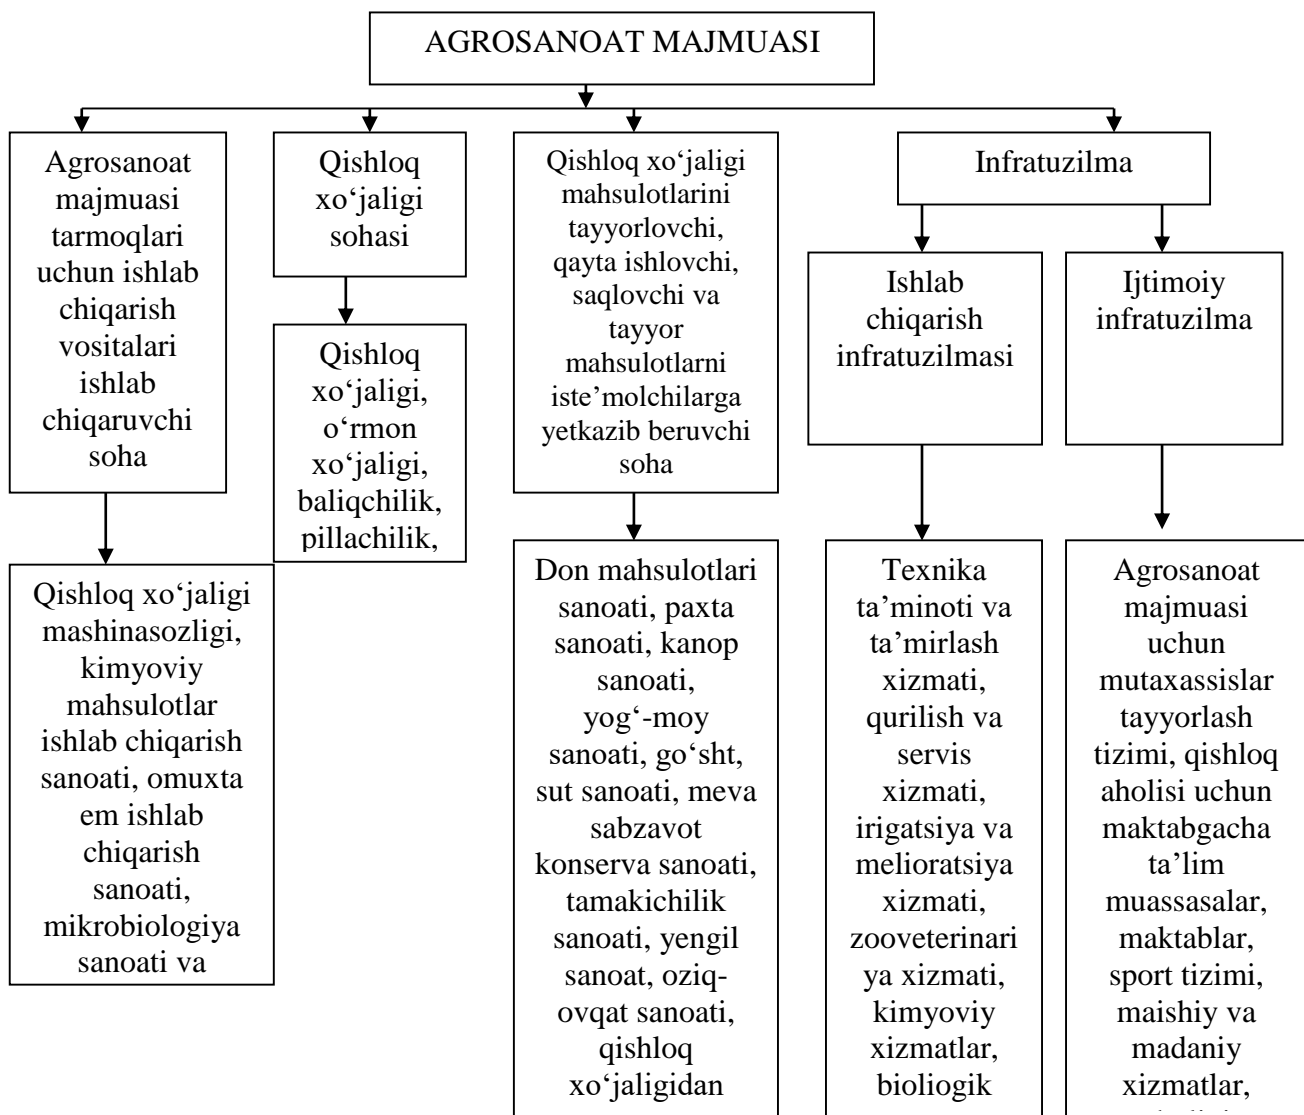 AGROSANOAT MAJMUASI
Agrosanoat
majmuasi
tarmoqlari
uchun ishlab
chiqarish
vositalari
ishlab
chiqaruvchi
soha
Qishloq
xo‘jaligi
sohasi
Qishloq xo‘jaligi
mahsulotlarini
tayyorlovchi,
qayta ishlovchi,
saqlovchi va
tayyor
mahsulotlarni
iste’molchilarga
yetkazib beruvchi
soha
Infratuzilma
Ishlab
chiqarish
infratuzilmasi
Ijtimoiy
infratuzilma
Qishloq xo‘jaligi
mashinasozligi,
kimyoviy
mahsulotlar
ishlab chiqarish
sanoati, omuxta
em ishlab
chiqarish
sanoati,
mikrobiologiya
sanoati va
Qishloq
xo‘jaligi,
o‘rmon
xo‘jaligi,
baliqchilik,
pillachilik,
Don mahsulotlari
sanoati, paxta
sanoati, kanop
sanoati,
yog‘-moy
sanoati, go‘sht,
sut sanoati, meva
sabzavot
konserva sanoati,
tamakichilik
sanoati, yengil
sanoat, oziq-
ovqat sanoati,
qishloq
xo‘jaligidan
Texnika
ta’minoti va
ta’mirlash
xizmati,
qurilish va
servis
xizmati,
irigatsiya va
melioratsiya
xizmati,
zooveterinari
ya xizmati,
kimyoviy
xizmatlar,
bioliogik
Agrosanoat
majmuasi
uchun
mutaxassislar
tayyorlash
tizimi, qishloq
aholisi uchun
maktabgacha
ta’lim
muassasalar,
maktablar,
sport tizimi,
maishiy va
madaniy
xizmatlar,